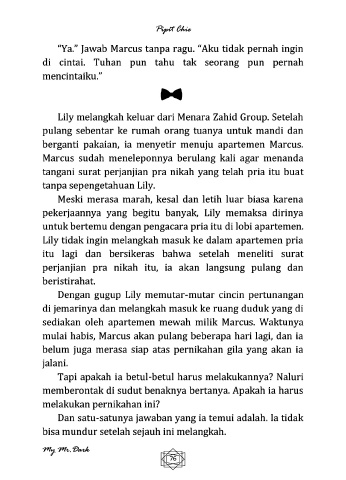 Pipit Chie
“Ya.” Jawab Marcus tanpa ragu. “Aku tidak pernah ingin
di cintai. Tuhan pun tahu tak seorang pun pernah
mencintaiku.”
Lily melangkah keluar dari Menara Zahid Group. Setelah
pulang sebentar ke rumah orang tuanya untuk mandi dan
berganti pakaian, ia menyetir menuju apartemen Marcus.
Marcus sudah meneleponnya berulang kali agar menanda
tangani surat perjanjian pra nikah yang telah pria itu buat
tanpa sepengetahuan Lily.
Meski merasa marah, kesal dan letih luar biasa karena
pekerjaannya yang begitu banyak, Lily memaksa dirinya
untuk bertemu dengan pengacara pria itu di lobi apartemen.
Lily tidak ingin melangkah masuk ke dalam apartemen pria
itu lagi dan bersikeras bahwa setelah meneliti surat
perjanjian pra nikah itu, ia akan langsung pulang dan
beristirahat.
Dengan gugup Lily memutar-mutar cincin pertunangan
di jemarinya dan melangkah masuk ke ruang duduk yang di
sediakan oleh apartemen mewah milik Marcus. Waktunya
mulai habis, Marcus akan pulang beberapa hari lagi, dan ia
belum juga merasa siap atas pernikahan gila yang akan ia
jalani.
Tapi apakah ia betul-betul harus melakukannya? Naluri
memberontak di sudut benaknya bertanya. Apakah ia harus
melakukan pernikahan ini?
Dan satu-satunya jawaban yang ia temui adalah. Ia tidak
bisa mundur setelah sejauh ini melangkah.
My Mr.Dark
76